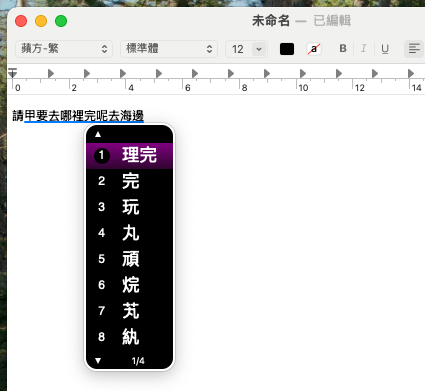 未命名 — 已編輯
蘋方-繁 標準體 12 a B I U
0 2 4 6 8 10 12 14
請甲要去哪裡完呢去海邊
1 理完
2 完
3 玩
4 丸
5 頑
6 烷
7 芄
8 紈
1/4